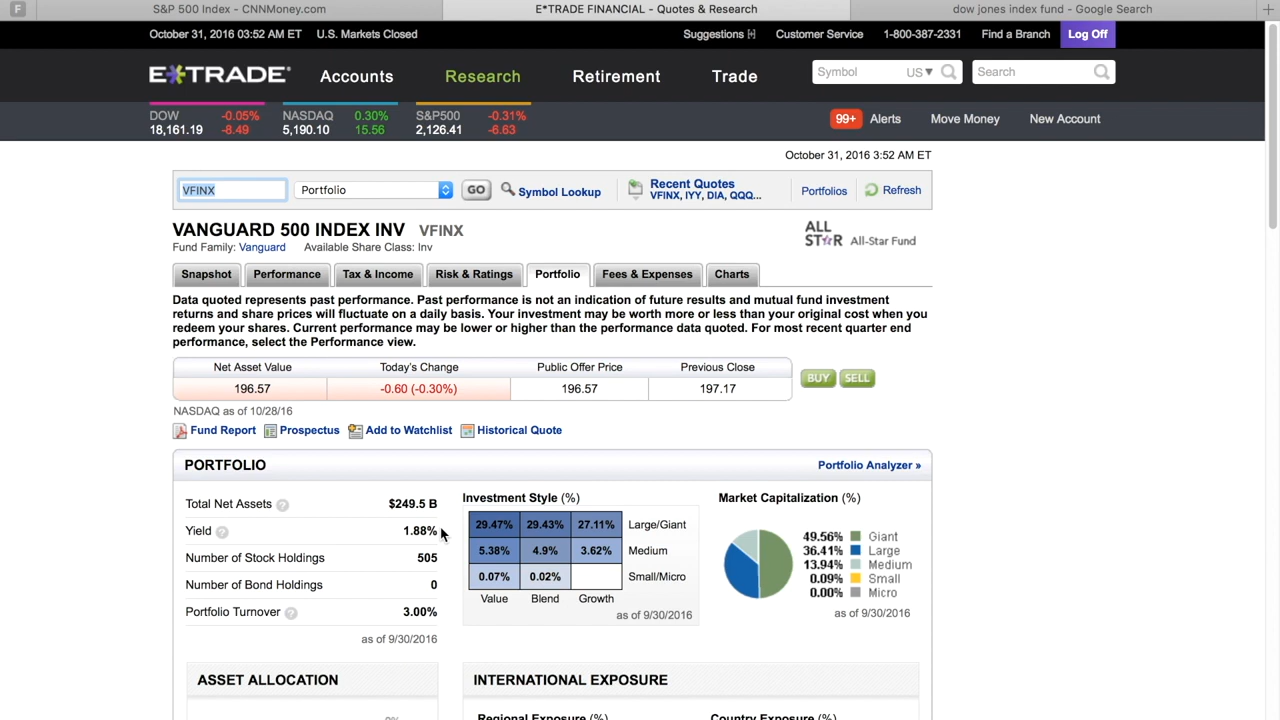 F
S&P 500 Index - CNNMoney.com
E*TRADE FINANCIAL - Quotes & Research
dow jones index fund - Google Search
October 31, 2016 03:52 AM ET U.S. Markets Closed
Suggestions [+] Customer Service 1-800-387-2331 Find a Branch Log Off
E*TRADE Accounts Research Retirement Trade
Symbol US▼ Search
DOW -0.05% NASDAQ 0.30% S&P500 -0.31%
18,161.19 -8.49 5,190.10 15.56 2,126.41 -6.63
99+ Alerts Move Money New Account
October 31, 2016 3:52 AM ET
VFINX Portfolio GO Symbol Lookup
Recent Quotes
VFINX, IYY, DIA, QQQ...
Portfolios Refresh
VANGUARD 500 INDEX INV VFINX
Fund Family: Vanguard Available Share Class: Inv
ALL
STAR All-Star Fund
Snapshot Performance Tax & Income Risk & Ratings Portfolio Fees & Expenses Charts
Data quoted represents past performance. Past performance is not an indication of future results and mutual fund investment
returns and share prices will fluctuate on a daily basis. Your investment may be worth more or less than your original cost when you
redeem your shares. Current performance may be lower or higher than the performance data quoted. For most recent quarter end
performance, select the Performance view.
Net Asset Value Today's Change Public Offer Price Previous Close
196.57 -0.60 (-0.30%) 196.57 197.17
BUY SELL
NASDAQ as of 10/28/16
Fund Report Prospectus Add to Watchlist Historical Quote
PORTFOLIO Portfolio Analyzer »
Total Net Assets ? $249.5 B
Yield ? 1.88%
Number of Stock Holdings 505
Number of Bond Holdings 0
Portfolio Turnover ? 3.00%
as of 9/30/2016
Investment Style (%)
29.47% 29.43% 27.11% Large/Giant
5.38% 4.9% 3.62% Medium
0.07% 0.02% Small/Micro
Value Blend Growth
as of 9/30/2016
Market Capitalization (%)
49.56% Giant
36.41% Large
13.94% Medium
0.09% Small
0.00% Micro
as of 9/30/2016
ASSET ALLOCATION
INTERNATIONAL EXPOSURE
Regional Exposure (%) Country Exposure (%)